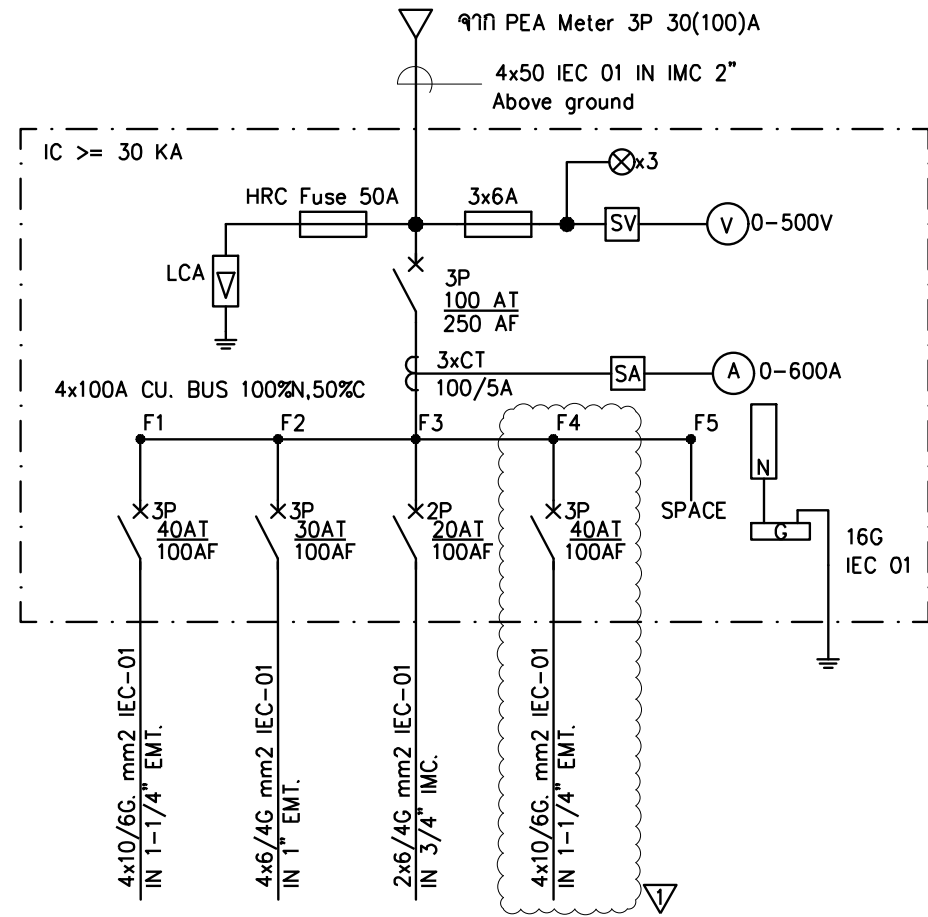 จาก PEA Meter 3P 30(100)A
4x50 IEC 01 IN IMC 2"
Above ground
IC >= 30 KA
x3
HRC Fuse 50A
3x6A
SV
V
0-500V
LCA
3P
100 AT
250 AF
3xCT
100/5A
SA
A
0-600A
4x100A CU. BUS 100%N,50%C
F1
F2
F3
F4
F5
N
3P
40AT
100AF
3P
30AT
100AF
2P
20AT
100AF
3P
40AT
100AF
SPACE
G
16G
IEC 01
4x10/6G. mm2 IEC-01
IN 1-1/4" EMT.
4x6/4G mm2 IEC-01
IN 1" EMT.
2x6/4G mm2 IEC-01
IN 3/4" IMC.
4x10/6G. mm2 IEC-01
IN 1-1/4" EMT.
1